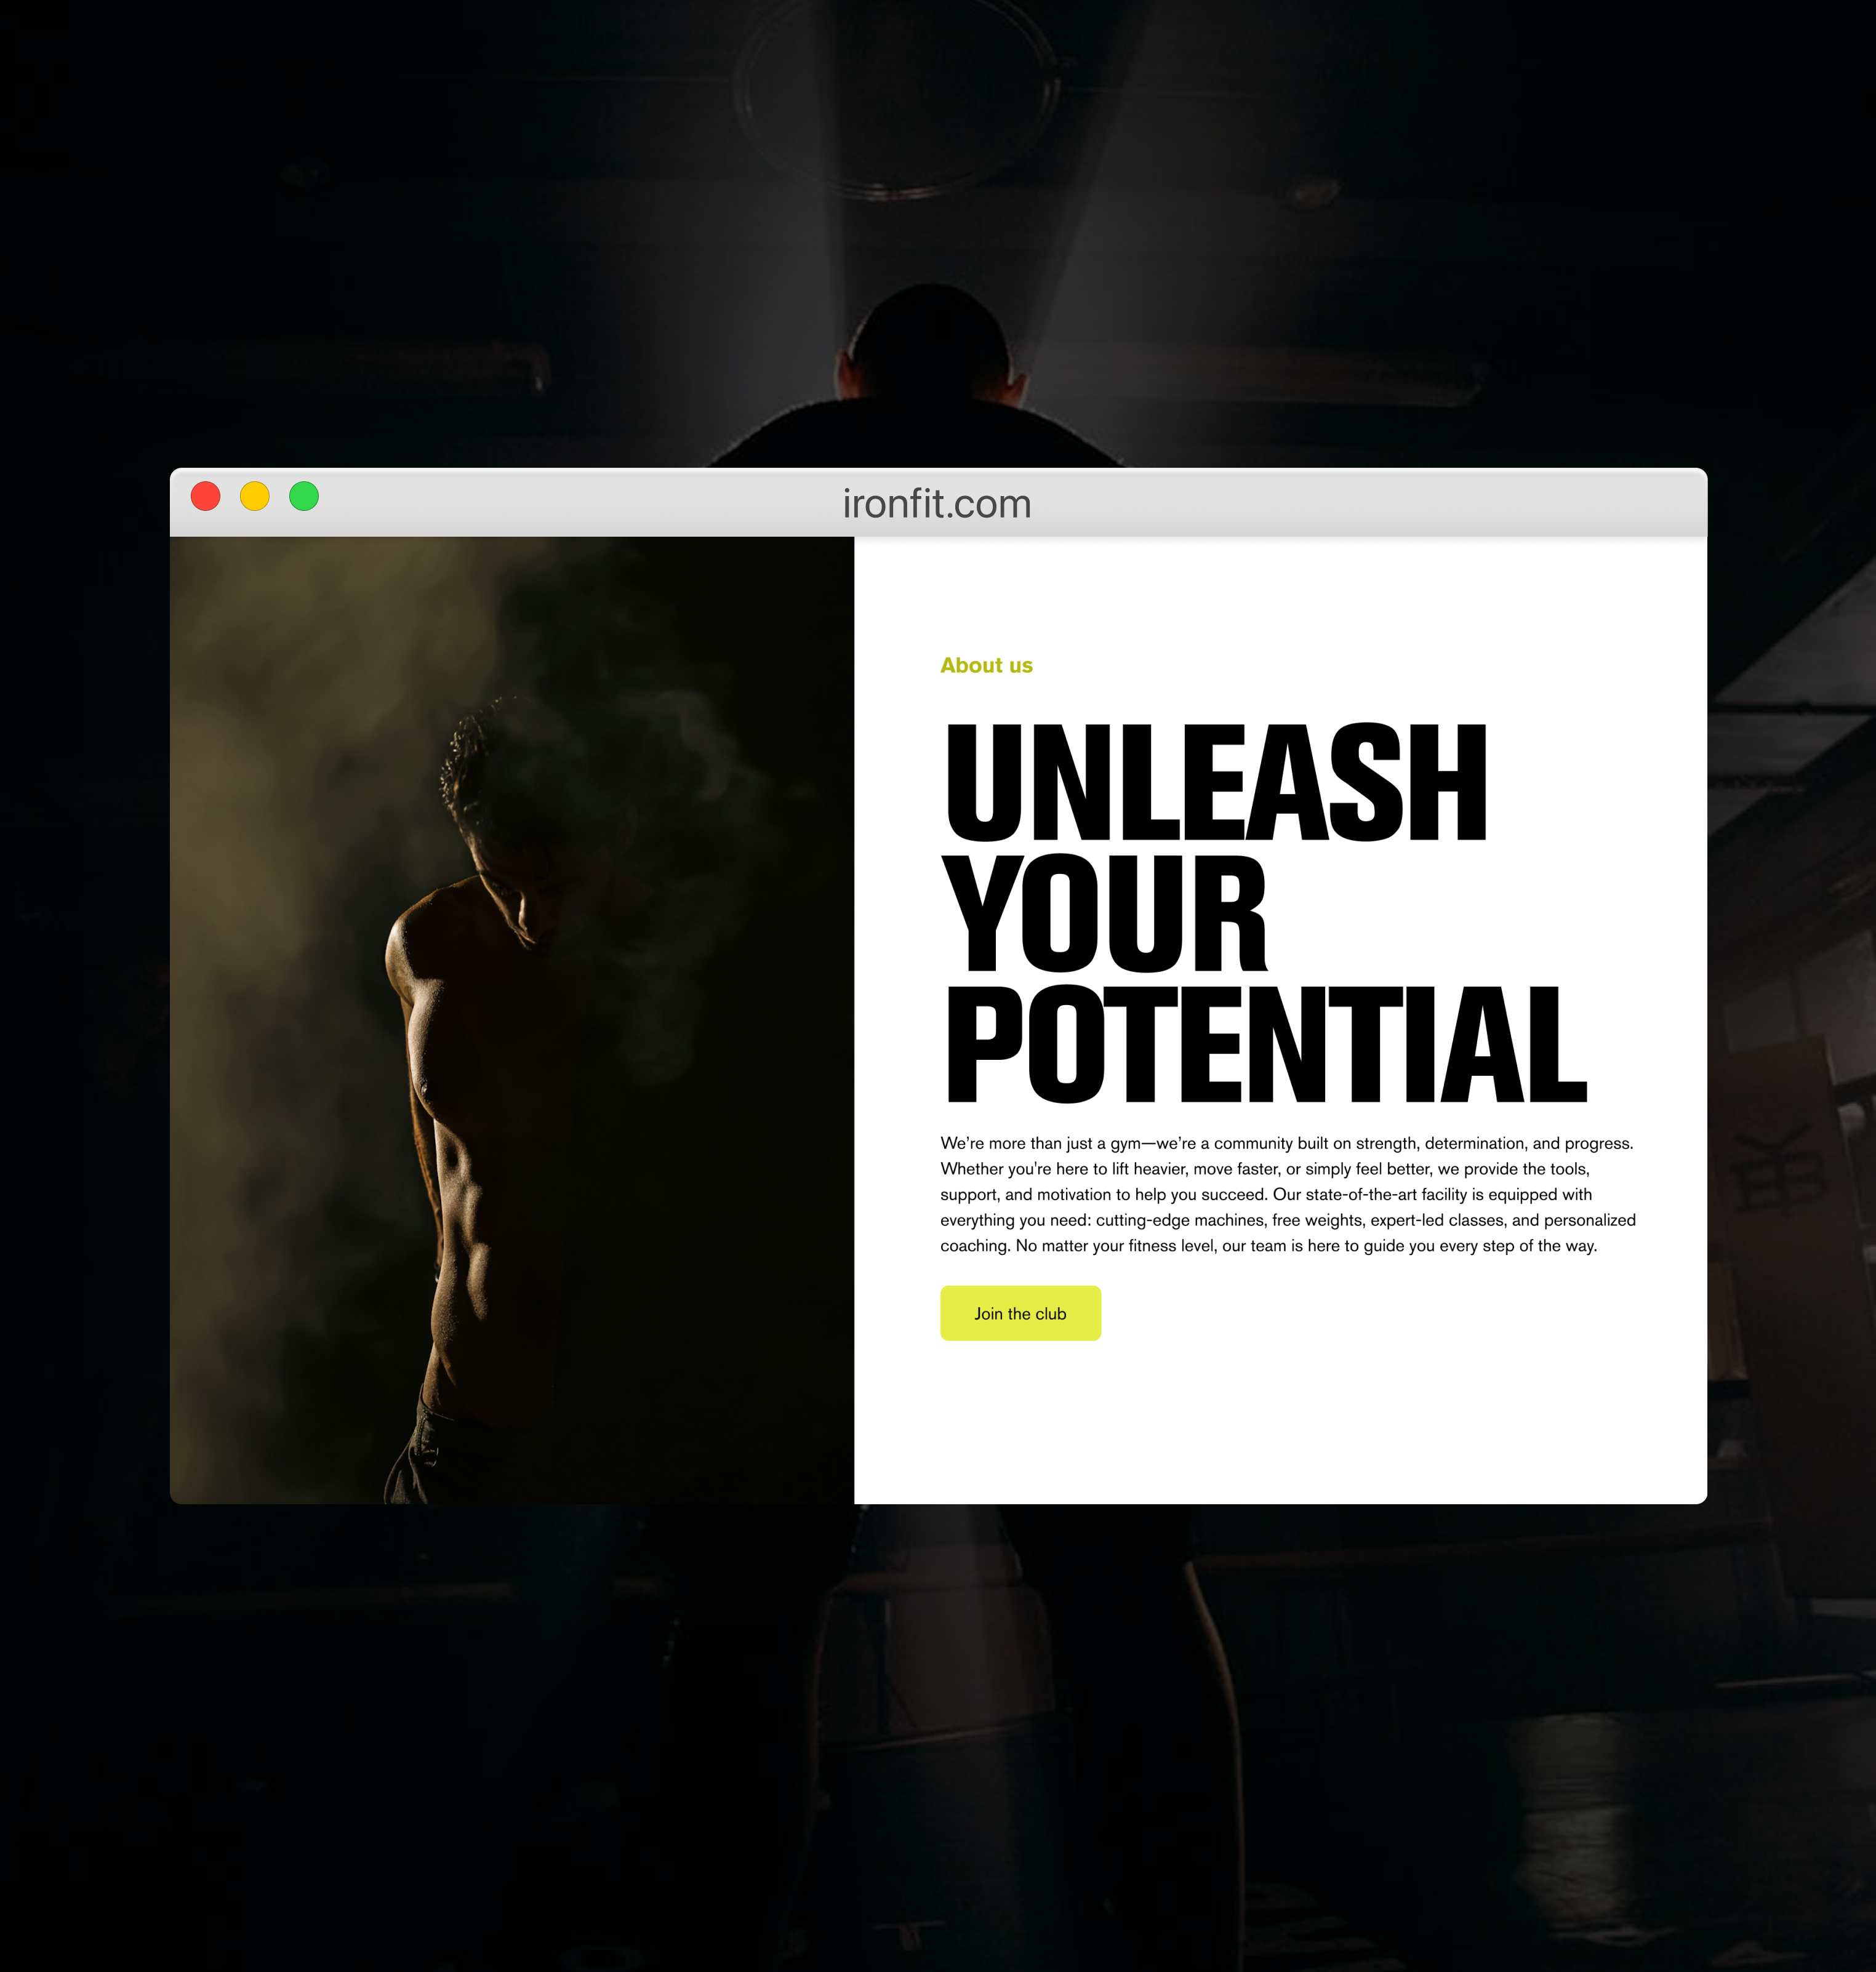 ironfit.com
About us
UNLEASH
YOUR
POTENTIAL
We’re more than just a gym—we’re a community built on strength, determination, and progress.
Whether you're here to lift heavier, move faster, or simply feel better, we provide the tools,
support, and motivation to help you succeed. Our state-of-the-art facility is equipped with
everything you need: cutting-edge machines, free weights, expert-led classes, and personalized
coaching. No matter your fitness level, our team is here to guide you every step of the way.
Join the club